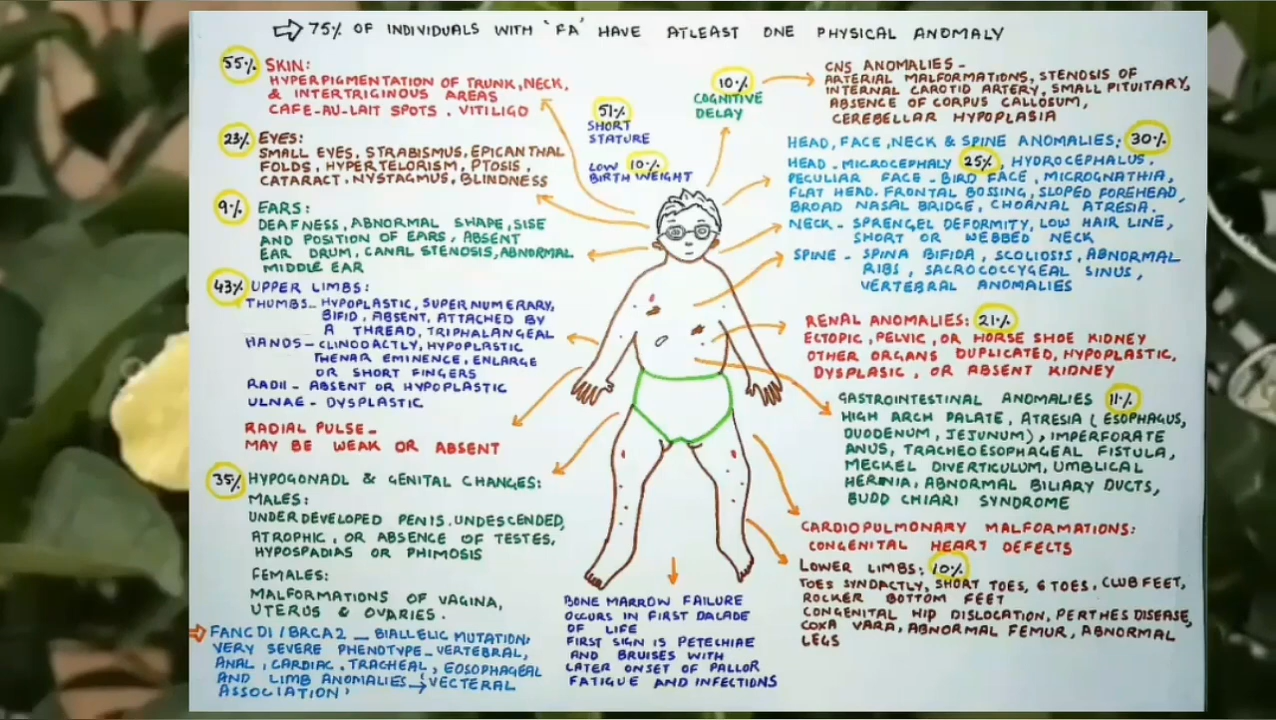 ⇨ 75% OF INDIVIDUALS WITH 'FA' HAVE ATLEAST ONE PHYSICAL ANOMALY
55% SKIN:
HYPERPIGMENTATION OF TRUNK, NECK,
& INTERTRIGINOUS AREAS
CAFE-AU-LAIT SPOTS . VITILIGO
23% EYES:
SMALL EYES, STRABISMUS, EPICANTHAL
FOLDS, HYPERTELORISM, PTOSIS,
CATARACT, NYSTAGMUS, BLINDNESS
9% EARS:
DEAFNESS, ABNORMAL SHAPE, SISE
AND POSITION OF EARS, ABSENT
EAR DRUM, CANAL STENOSIS, ABNORMAL
MIDDLE EAR
43% UPPER LIMBS:
THUMBS - HYPOPLASTIC, SUPERNUMERARY,
BIFID, ABSENT, ATTACHED BY
A THREAD, TRIPHALANGEAL
HANDS - CLINODACTLY, HYPOPLASTIC
THENAR EMINENCE, ENLARGE
OR SHORT FINGERS
RADII - ABSENT OR HYPOPLASTIC
ULNAE - DYSPLASTIC
RADIAL PULSE -
MAY BE WEAK OR ABSENT
35% HYPOGONADL & GENITAL CHANGES:
MALES:
UNDERDEVELOPED PENIS, UNDESCENDED,
ATROPHIC, OR ABSENCE OF TESTES,
HYPOSPADIAS OR PHIMOSIS
FEMALES:
MALFORMATIONS OF VAGINA,
UTERUS & OVARIES.
⇨ FANCD1/BRCA2 - BIALLELIC MUTATION,
VERY SEVERE PHENOTYPE - VERTEBRAL,
ANAL, CARDIAC, TRACHEAL, EOSOPHAGEAL
AND LIMB ANOMALIES → 'VECTERAL
ASSOCIATION'
51%
SHORT
STATURE
LOW 10%
BIRTH WEIGHT
10%
COGNITIVE
DELAY
BONE MARROW FAILURE
OCCURS IN FIRST DALADE
OF LIFE
FIRST SIGN IS PETECHIAE
AND BRUISES WITH
LATER ONSET OF PALLOR
FATIGUE AND INFECTIONS
CNS ANOMALIES -
ARTERIAL MALFORMATIONS, STENOSIS OF
INTERNAL CAROTID ARTERY, SMALL PITUITARY,
ABSENCE OF CORPUS CALLOSUM,
CEREBELLAR HYPOPLASIA
HEAD, FACE, NECK & SPINE ANOMALIES: 30%
HEAD - MICROCEPHALY 25%, HYDROCEPHALUS,
PECULIAR FACE - BIRD FACE, MICROGNATHIA,
FLAT HEAD, FRONTAL BOSSING, SLOPED FOREHEAD,
BROAD NASAL BRIDGE, CHOANAL ATRESIA.
NECK - SPRENGEL DEFORMITY, LOW HAIR LINE,
SHORT OR WEBBED NECK
SPINE - SPINA BIFIDA, SCOLIOSIS, ABNORMAL
RIBS, SACROCOCCYGEAL SINUS,
VERTEBRAL ANOMALIES
RENAL ANOMALIES: 21%
ECTOPIC, PELVIC, OR HORSE SHOE KIDNEY
OTHER ORGANS DUPLICATED, HYPOPLASTIC,
DYSPLASIC, OR ABSENT KIDNEY
GASTROINTESTINAL ANOMALIES 11%
HIGH ARCH PALATE, ATRESIA (ESOPHAGUS,
DUODENUM, JEJUNUM), IMPERFORATE
ANUS, TRACHEOESOPHAGEAL FISTULA,
MECKEL DIVERTICULUM, UMBLICAL
HERNIA, ABNORMAL BILIARY DUCTS,
BUDD CHIARI SYNDROME
CARDIOPULMONARY MALFORMATIONS:
CONGENITAL HEART DEFECTS
LOWER LIMBS: 10%
TOES SYNDACTLY, SHORT TOES, 6 TOES, CLUB FEET,
ROCKER BOTTOM FEET
CONGENITAL HIP DISLOCATION, PERTHES DISEASE,
COXA VARA, ABNORMAL FEMUR, ABNORMAL
LEGS